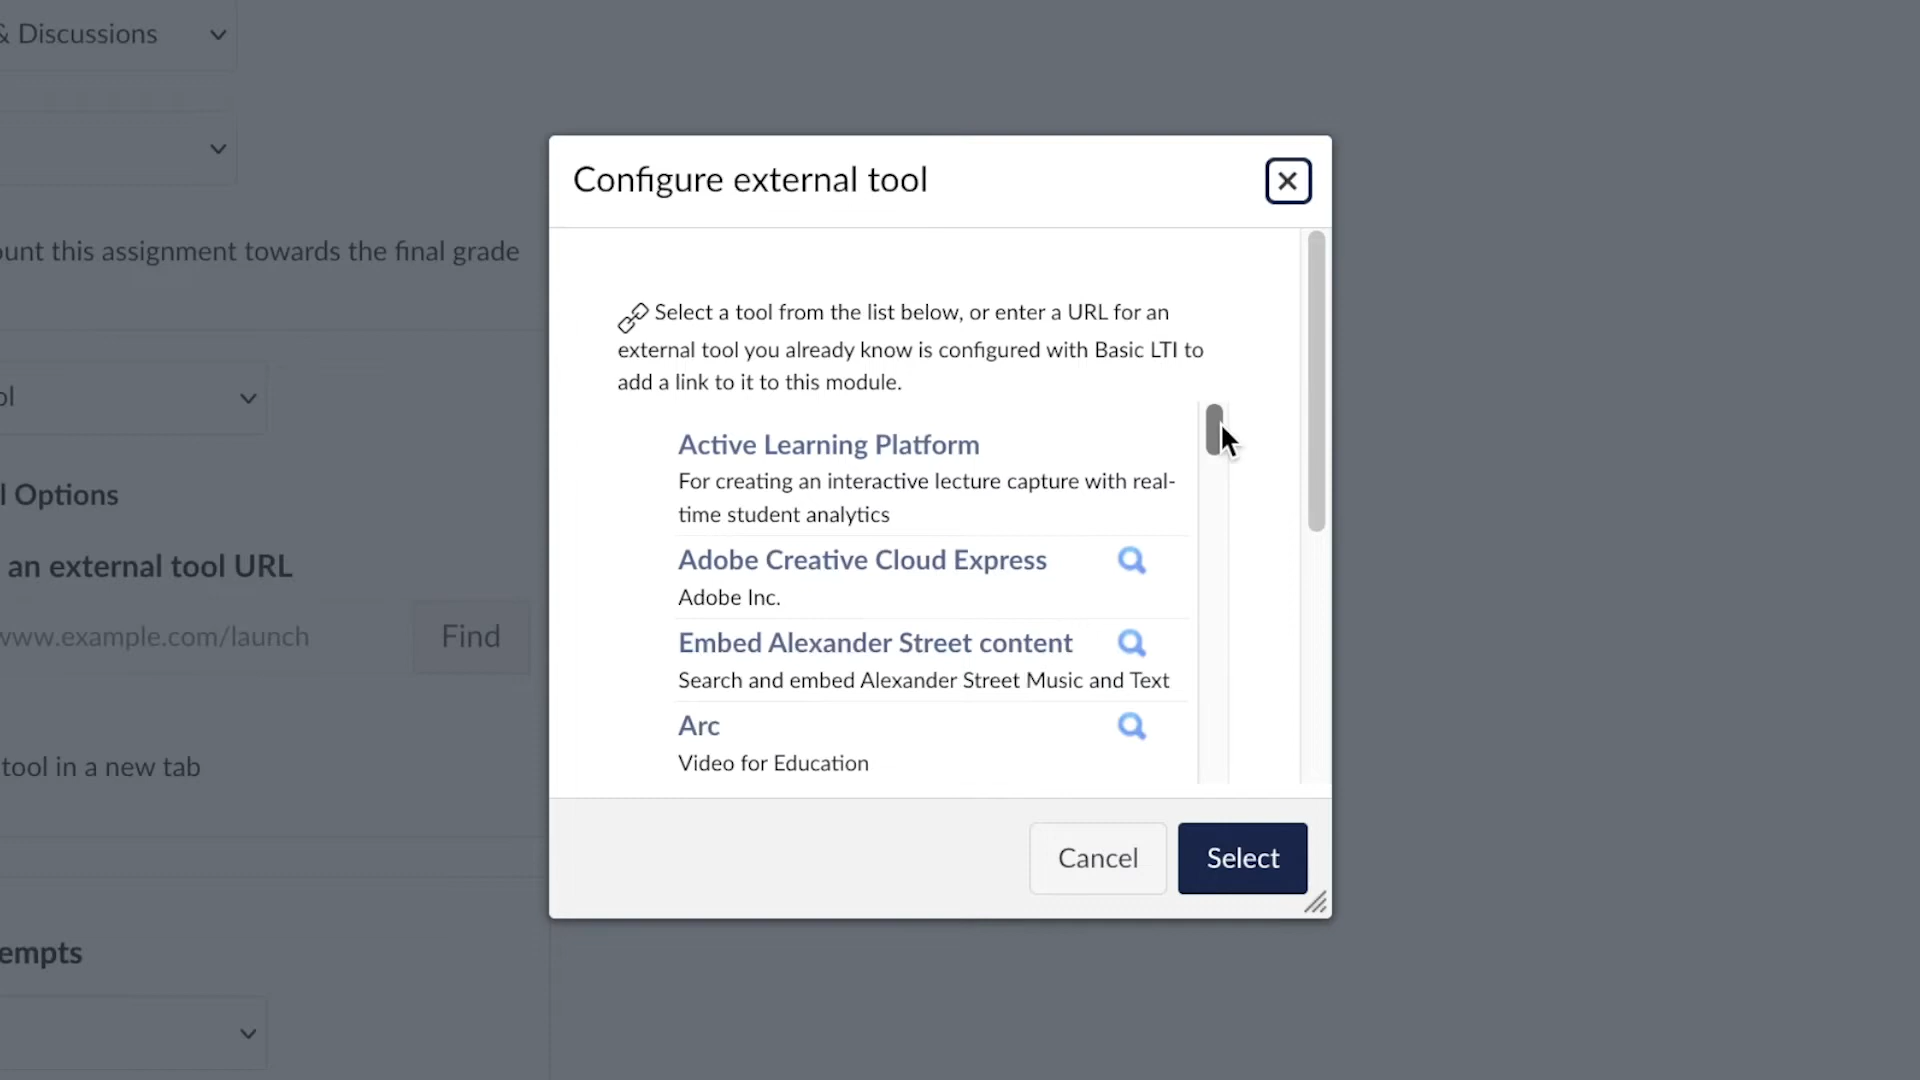 & Discussions
ount this assignment towards the final grade
ol
l Options
an external tool URL
www.example.com/launch
Find
tool in a new tab
empts
Configure external tool
Select a tool from the list below, or enter a URL for an
external tool you already know is configured with Basic LTI to
add a link to it to this module.
Active Learning Platform
For creating an interactive lecture capture with real-
time student analytics
Adobe Creative Cloud Express
Adobe Inc.
Embed Alexander Street content
Search and embed Alexander Street Music and Text
Arc
Video for Education
Cancel
Select